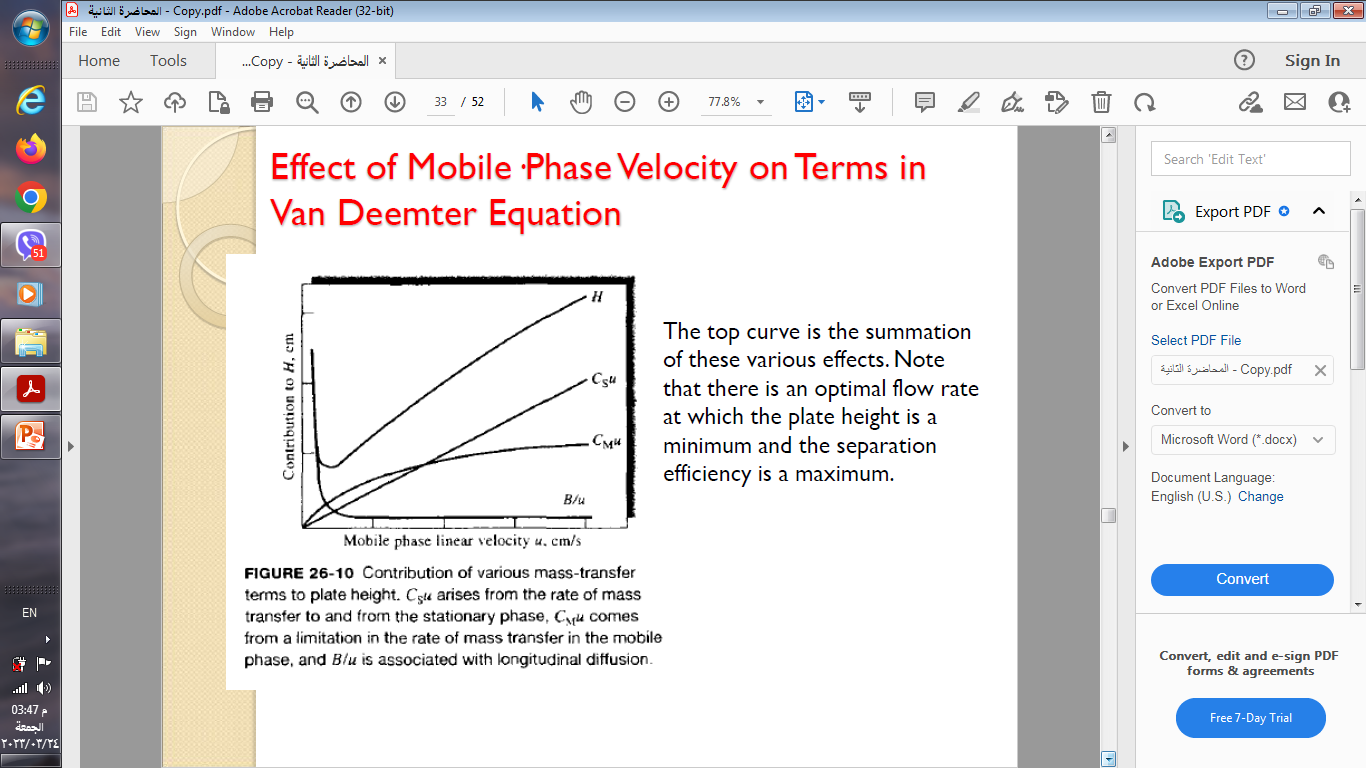 المحاضرة الثانية - Copy.pdf - Adobe Acrobat Reader (32-bit)
File Edit View Sign Window Help
Home Tools
...Copy - المحاضرة الثانية ×
? Sign In
33 / 52
77.8%
Effect of Mobile ·Phase Velocity on Terms in
Van Deemter Equation
Contribution to H, cm
H
CSu
CMu
B/u
Mobile phase linear velocity u, cm/s
The top curve is the summation
of these various effects. Note
that there is an optimal flow rate
at which the plate height is a
minimum and the separation
efficiency is a maximum.
FIGURE 26-10 Contribution of various mass-transfer
terms to plate height. CSu arises from the rate of mass
transfer to and from the stationary phase, CMu comes
from a limitation in the rate of mass transfer in the mobile
phase, and B/u is associated with longitudinal diffusion.
Search 'Edit Text'
Export PDF
Adobe Export PDF
Convert PDF Files to Word
or Excel Online
Select PDF File
المحاضرة الثانية - Copy.pdf
Convert to
Microsoft Word (*.docx)
Document Language:
English (U.S.) Change
Convert
Convert, edit and e-sign PDF
forms & agreements
Free 7-Day Trial
51
EN
03:47 م
الجمعة
٢٠٢٣/٠٣/٢٤